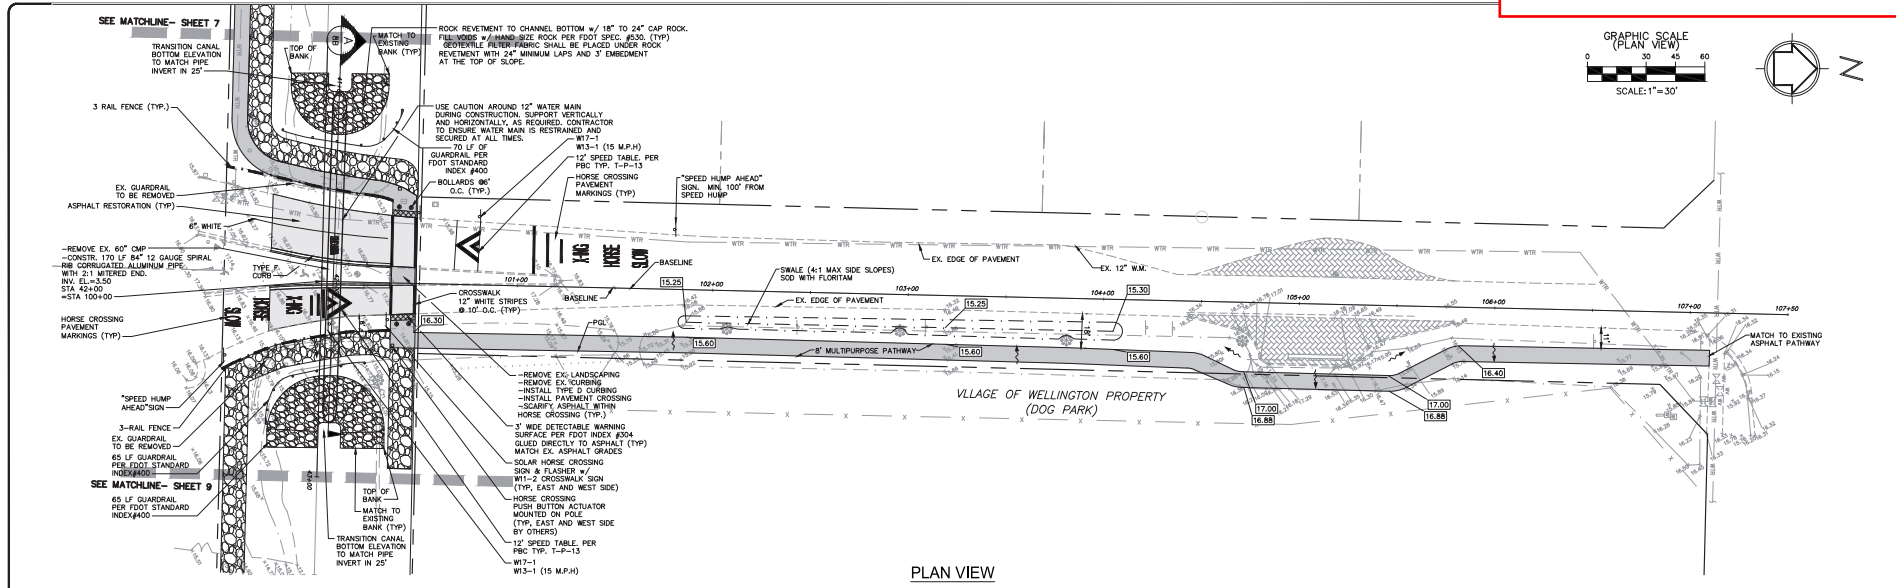 SEE MATCHLINE- SHEET 7
TRANSITION CANAL
BOTTOM ELEVATION
TO MATCH PIPE
INVERT IN 25'
TOP OF
BANK
A
8B
MATCH TO
EXISTING
BANK (TYP)
ROCK REVETMENT TO CHANNEL BOTTOM w/ 18" TO 24" CAP ROCK.
FILL VOIDS w/ HAND SIZE ROCK PER FDOT SPEC. #530. (TYP)
GEOTEXTILE FILTER FABRIC SHALL BE PLACED UNDER ROCK
REVETMENT WITH 24" MINIMUM LAPS AND 3' EMBEDMENT
AT THE TOP OF SLOPE.
GRAPHIC SCALE
(PLAN VIEW)
0 15 30 45 60
SCALE: 1"=30'
N
3 RAIL FENCE (TYP.)
USE CAUTION AROUND 12" WATER MAIN
DURING CONSTRUCTION. SUPPORT VERTICALLY
AND HORIZONTALLY, AS REQUIRED. CONTRACTOR
TO ENSURE WATER MAIN IS RESTRAINED AND
SECURED AT ALL TIMES.
70 LF OF
GUARDRAIL PER
FDOT STANDARD
INDEX #400
BOLLARDS @6'
O.C. (TYP.)
W17-1
W13-1 (15 M.P.H)
12' SPEED TABLE. PER
PBC TYP. T-P-13
HORSE CROSSING
PAVEMENT
MARKINGS (TYP)
"SPEED HUMP AHEAD"
SIGN. MIN. 100' FROM
SPEED HUMP
EX. GUARDRAIL
TO BE REMOVED
ASPHALT RESTORATION (TYP)
6" WHITE
-REMOVE EX. 60" CMP
-CONSTR. 170 LF 84" 12 GAUGE SPIRAL
RIB CORRUGATED ALUMINUM PIPE
WITH 2:1 MITERED END.
INV. EL.=3.50
STA 42+00
=STA 100+00
TYPE F
CURB
HORSE CROSSING
PAVEMENT
MARKINGS (TYP)
SLOW
HORSE
X-ING
X-ING
HORSE
SLOW
WTR
WTR
WTR
WTR
WTR
WTR
WTR
WTR
EX. EDGE OF PAVEMENT
EX. 12" W.M.
BASELINE
BASELINE
101+00
102+00
103+00
104+00
105+00
106+00
107+00
107+50
15.25
SWALE (4:1 MAX SIDE SLOPES)
SOD WITH FLORITAM
EX. EDGE OF PAVEMENT
15.25
15.30
CROSSWALK
12" WHITE STRIPES
@ 10' O.C. (TYP)
16.30
PGL
15.60
8' MULTIPURPOSE PATHWAY
15.60
15.60
18'
11'
MATCH TO EXISTING
ASPHALT PATHWAY
16.40
17.00
16.88
17.00
16.88
VLLAGE OF WELLINGTON PROPERTY
(DOG PARK)
-REMOVE EX. LANDSCAPING
-REMOVE EX. CURBING
-INSTALL TYPE D CURBING
-INSTALL PAVEMENT CROSSING
-SCARIFY ASPHALT WITHIN
HORSE CROSSING (TYP.)
3' WIDE DETECTABLE WARNING
SURFACE PER FDOT INDEX #304
GLUED DIRECTLY TO ASPHALT (TYP)
MATCH EX. ASPHALT GRADES
SOLAR HORSE CROSSING
SIGN & FLASHER w/
W11-2 CROSSWALK SIGN
(TYP, EAST AND WEST SIDE)
HORSE CROSSING
PUSH BUTTON ACTUATOR
MOUNTED ON POLE
(TYP, EAST AND WEST SIDE
BY OTHERS)
12' SPEED TABLE. PER
PBC TYP. T-P-13
W17-1
W13-1 (15 M.P.H)
"SPEED HUMP
AHEAD"SIGN
3-RAIL FENCE
EX. GUARDRAIL
TO BE REMOVED
65 LF GUARDRAIL
PER FDOT STANDARD
INDEX#400
SEE MATCHLINE- SHEET 9
65 LF GUARDRAIL
PER FDOT STANDARD
INDEX#400
43+00
TOP OF
BANK
MATCH TO
EXISTING
BANK (TYP)
TRANSITION CANAL
BOTTOM ELEVATION
TO MATCH PIPE
INVERT IN 25'
PLAN VIEW